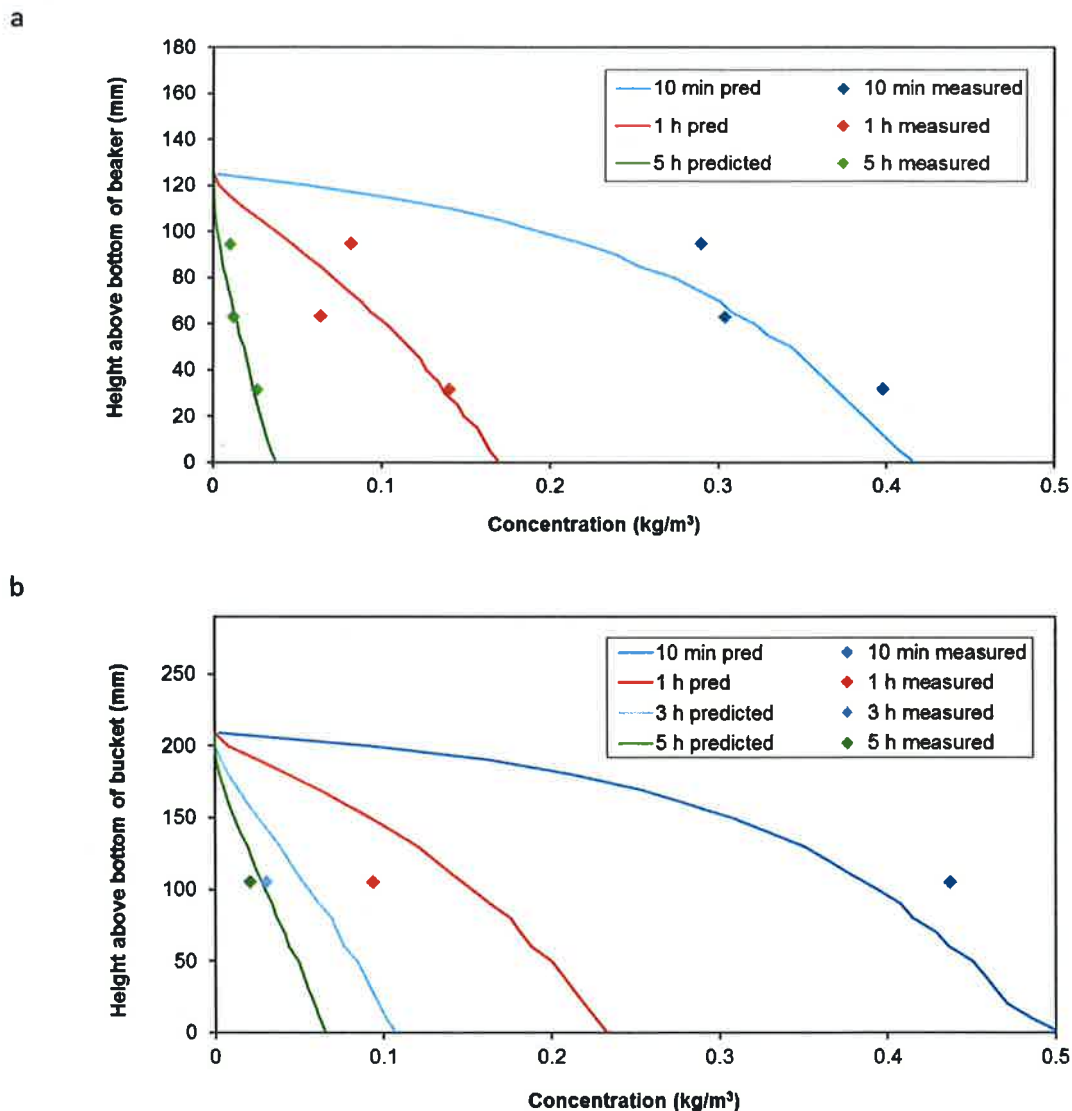 a
Height above bottom of beaker (mm)
180
160
140
120
100
80
60
40
20
0
10 min pred 10 min measured
1 h pred 1 h measured
5 h predicted 5 h measured
0 0.1 0.2 0.3 0.4 0.5
Concentration (kg/m³)
b
Height above bottom of bucket (mm)
250
200
150
100
50
0
10 min pred 10 min measured
1 h pred 1 h measured
3 h predicted 3 h measured
5 h predicted 5 h measured
0 0.1 0.2 0.3 0.4 0.5
Concentration (kg/m³)